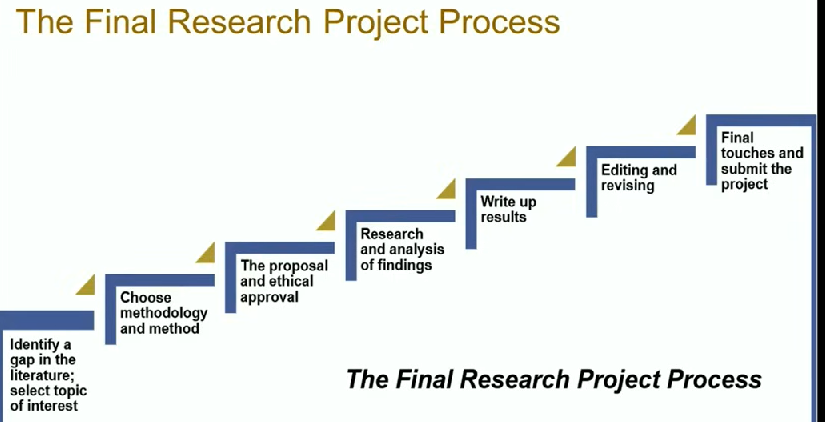 The Final Research Project Process
Identify a
gap in the
literature;
select topic
of interest
Choose
methodology
and method
The proposal
and ethical
approval
Research
and analysis
of findings
Write up
results
Editing and
revising
Final
touches and
submit the
project
The Final Research Project Process